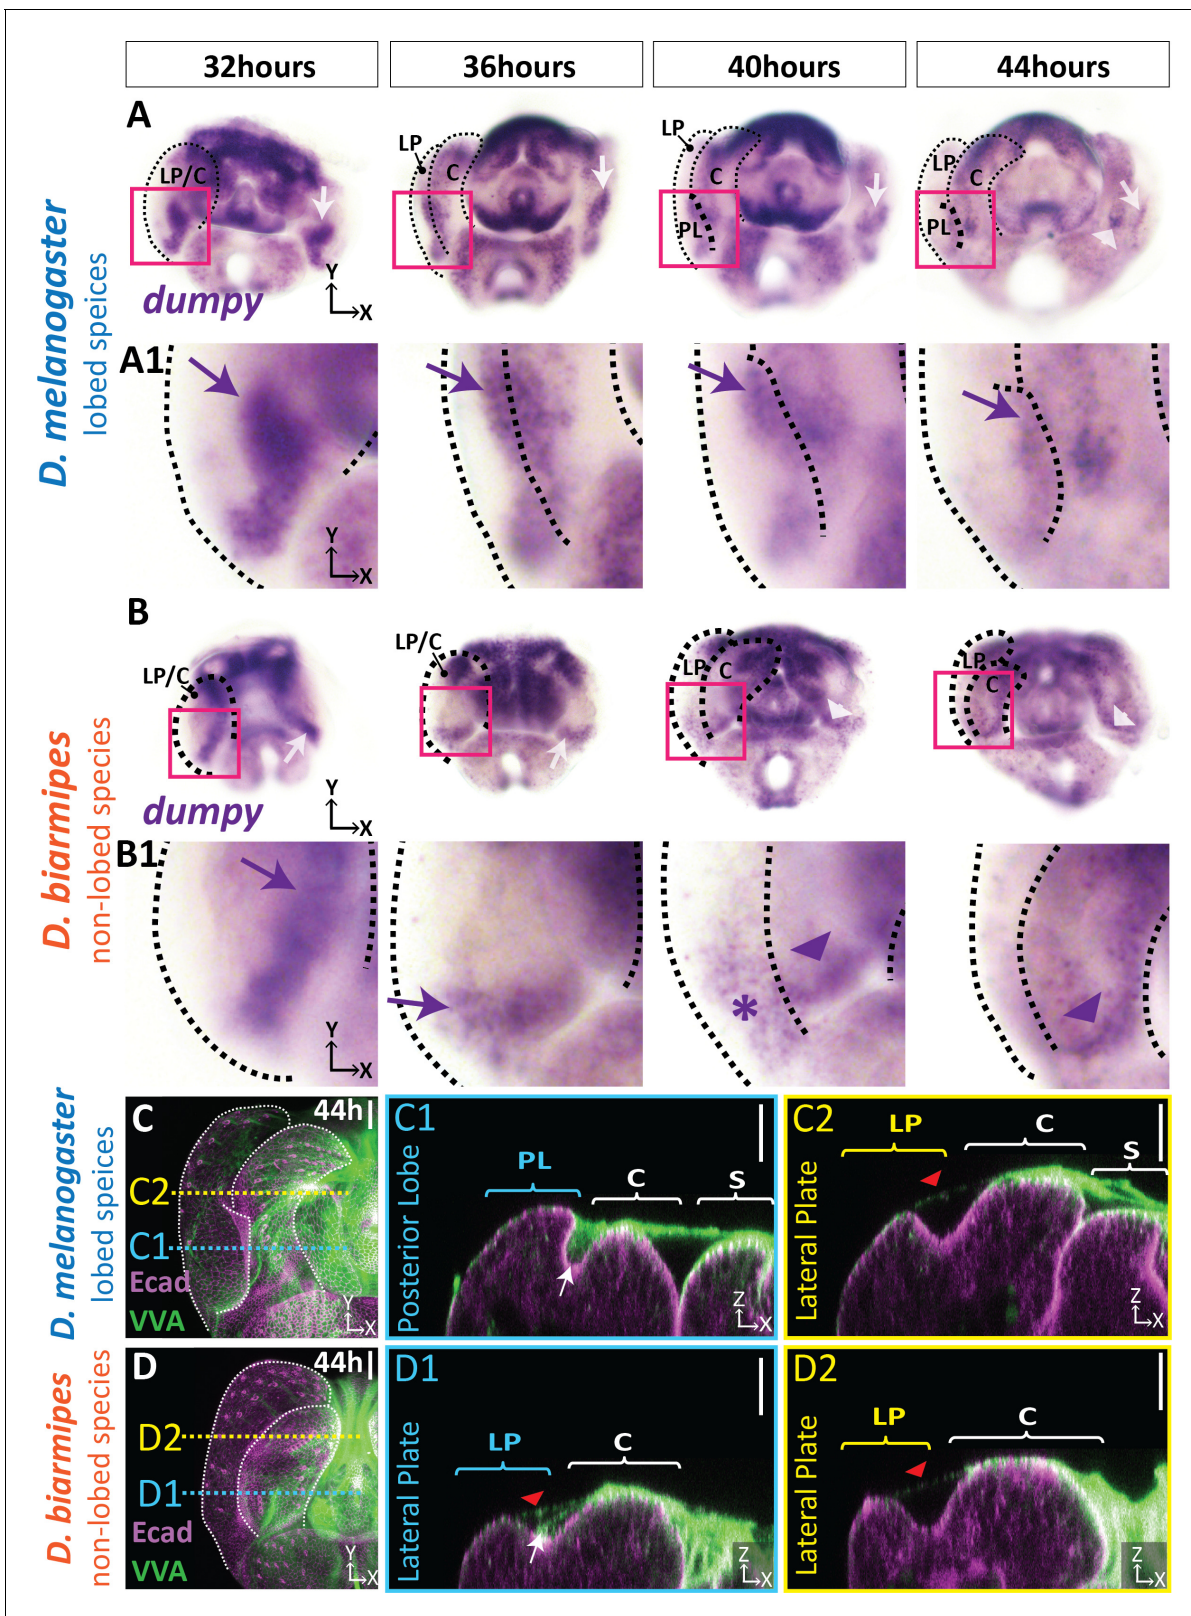 32hours
36hours
40hours
44hours
D. melanogaster
lobed speices
A
LP/C
dumpy
Y
X
LP
C
LP
C
PL
LP
C
PL
A1
Y
X
D. biarmipes
non-lobed species
B
LP/C
dumpy
Y
X
LP/C
LP
C
LP
C
B1
*
Y
X
D. melanogaster
lobed speices
C
44h
C2
C1
Ecad
VVA
Y
X
C1
Posterior Lobe
PL
C
S
Z
X
C2
Lateral Plate
LP
C
S
Z
X
D. biarmipes
non-lobed species
D
44h
D2
D1
Ecad
VVA
Y
X
D1
Lateral Plate
LP
C
Z
X
D2
Lateral Plate
LP
C
Z
X